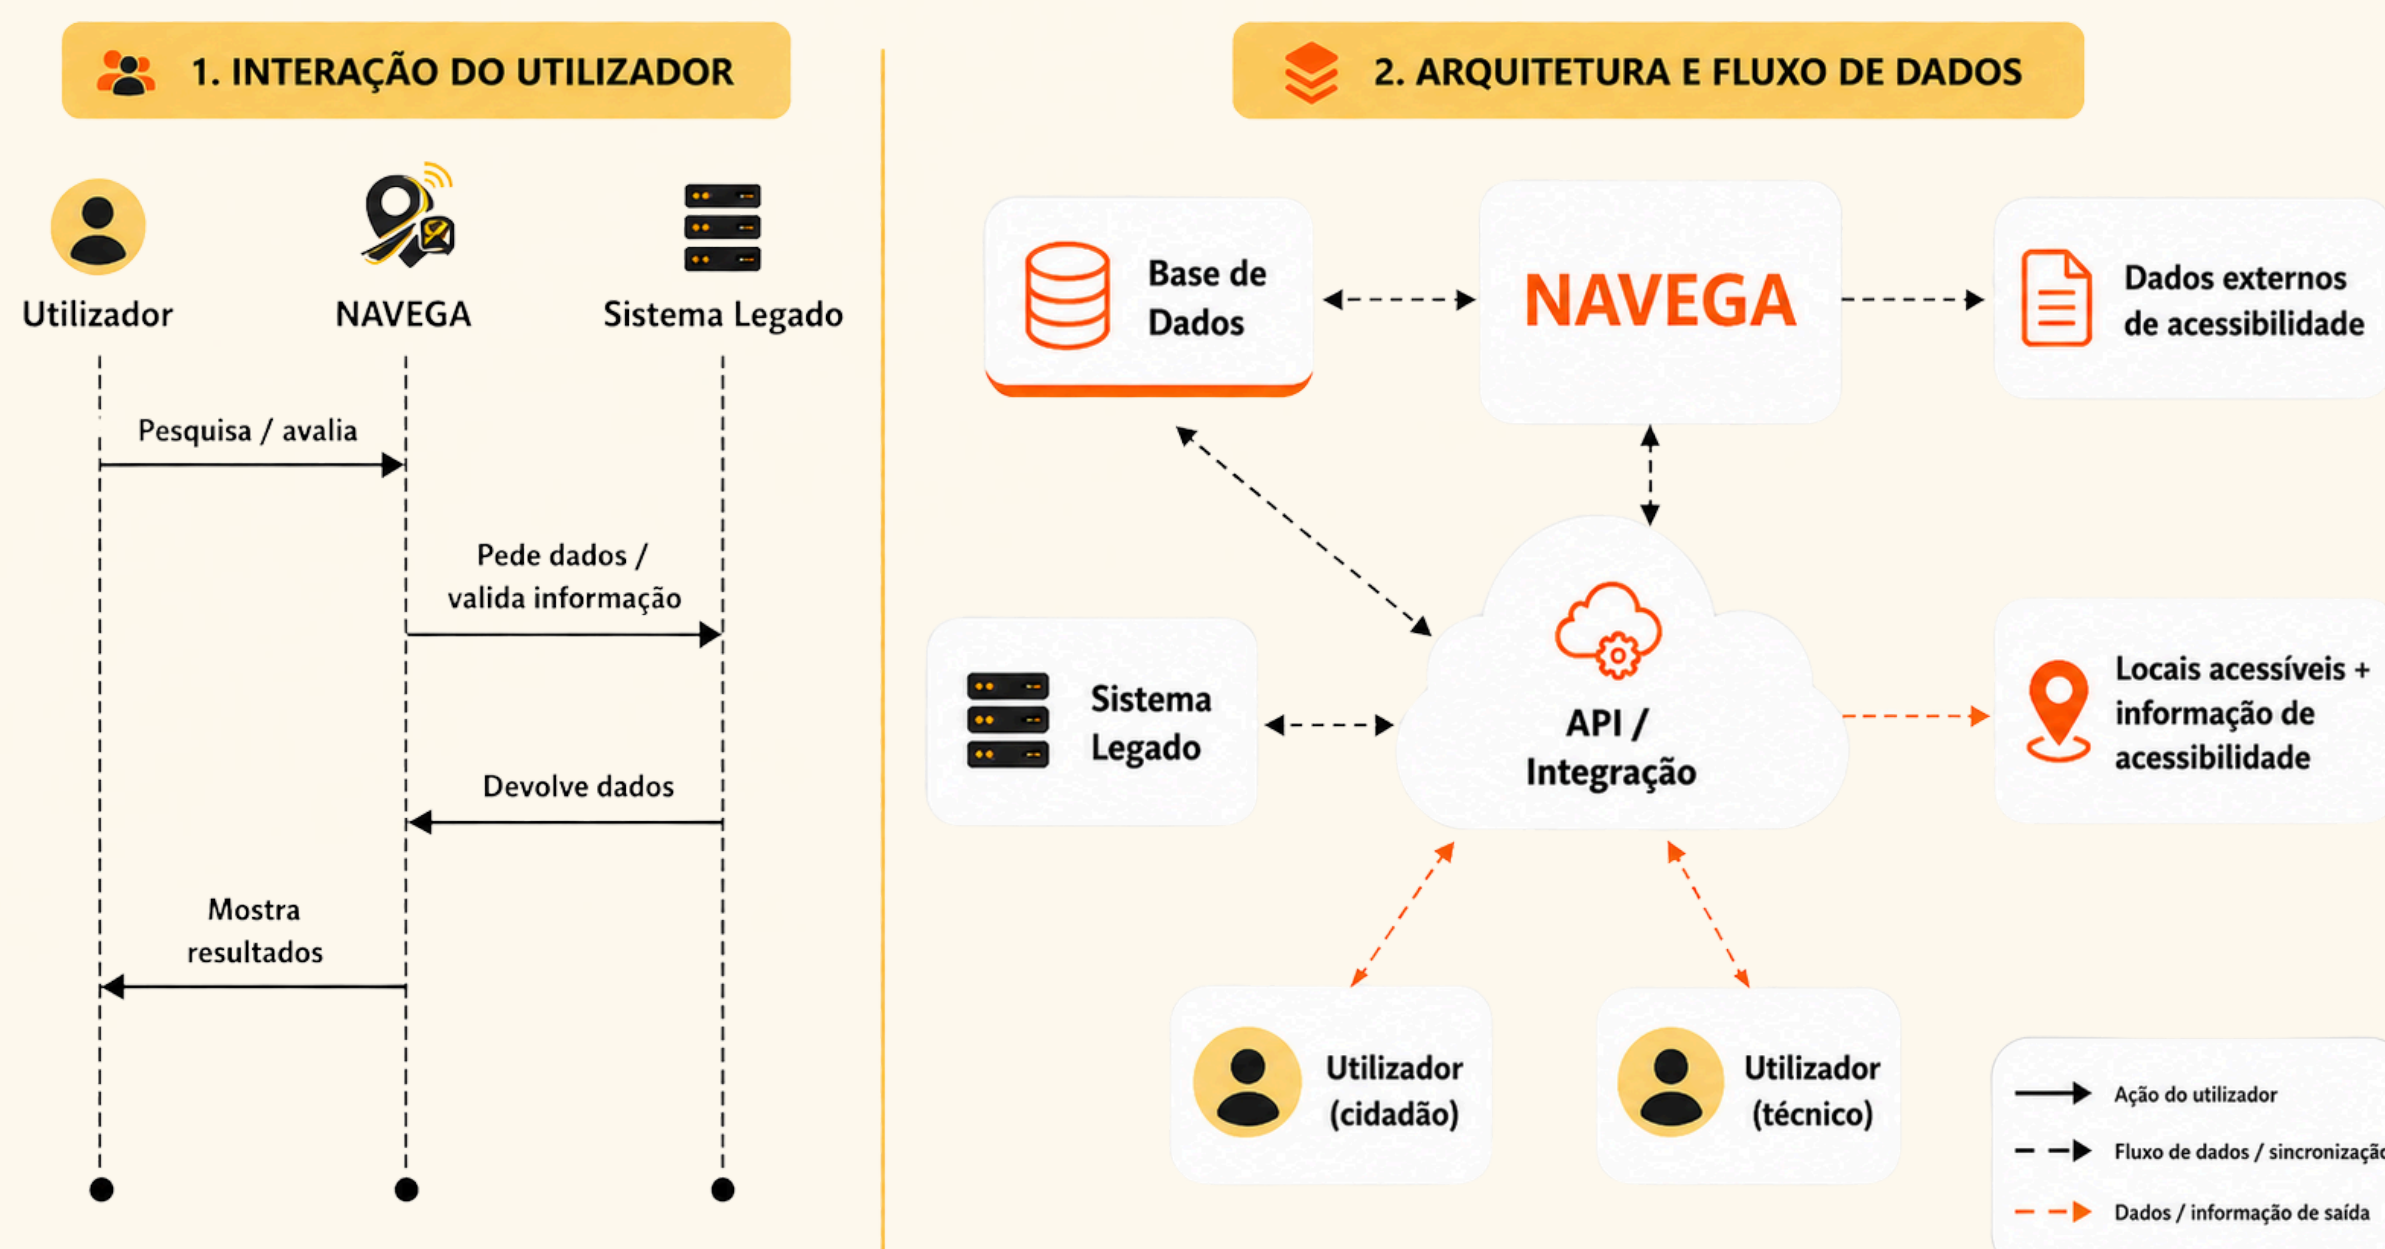 1. INTERAÇÃO DO UTILIZADOR
Utilizador
NAVEGA
Sistema Legado
Pesquisa / avalia
Pede dados /
valida informação
Devolve dados
Mostra
resultados
2. ARQUITETURA E FLUXO DE DADOS
Base de
Dados
NAVEGA
Dados externos
de acessibilidade
Sistema
Legado
API /
Integração
Locais acessíveis +
informação de
acessibilidade
Utilizador
(cidadão)
Utilizador
(técnico)
Ação do utilizador
Fluxo de dados / sincronização
Dados / informação de saída